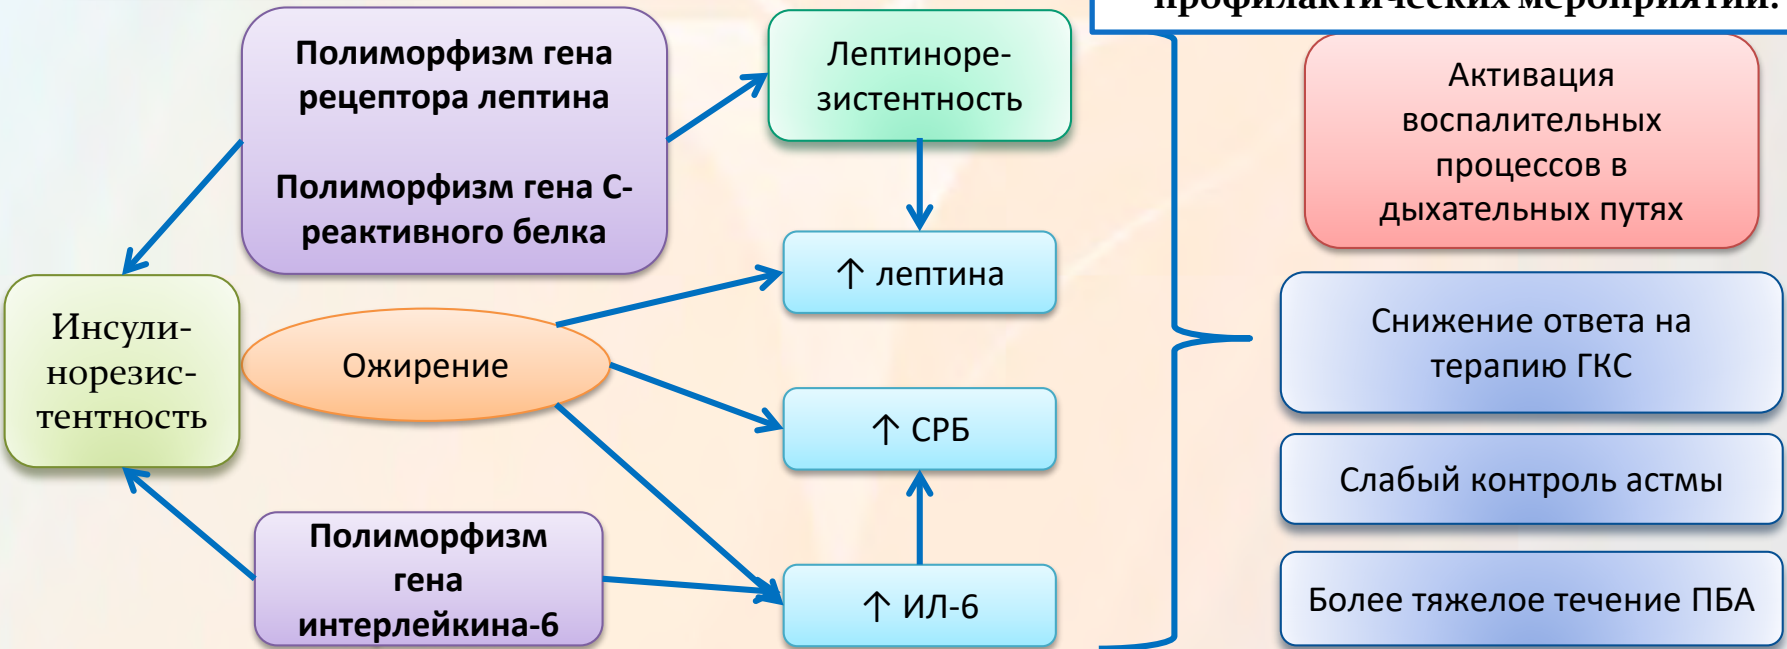 профилактических мероприятий.
Полиморфизм гена
рецептора лептина
Полиморфизм гена С-
реактивного белка
Лептиноре-
зистентность
Активация
воспалительных
процессов в
дыхательных путях
↑ лептина
Инсули-
норезис-
тентность
Ожирение
Снижение ответа на
терапию ГКС
↑ СРБ
Слабый контроль астмы
Полиморфизм
гена
интерлейкина-6
↑ ИЛ-6
Более тяжелое течение ПБА